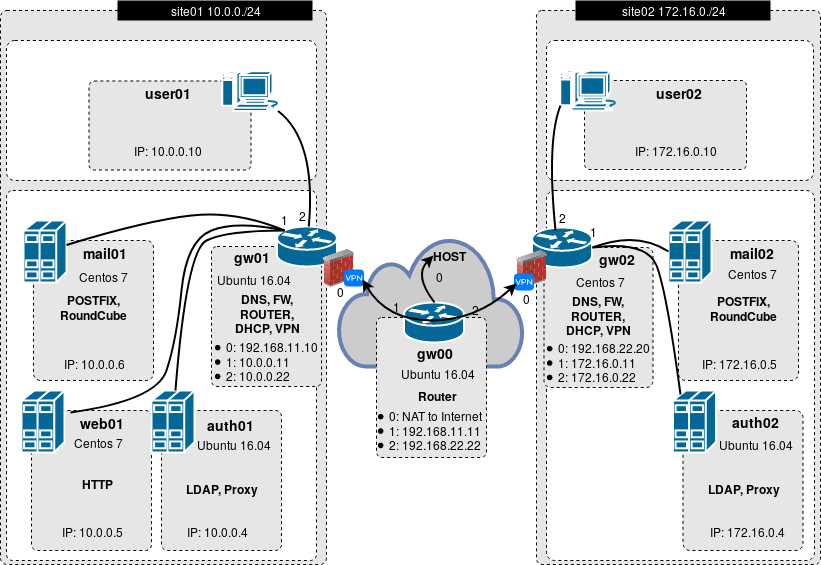 site01 10.0.0./24
user01
IP: 10.0.0.10
1
2
mail01
Centos 7
POSTFIX,
RoundCube
IP: 10.0.0.6
gw01
Ubuntu 16.04
DNS, FW,
ROUTER,
DHCP, VPN
0: 192.168.11.10
1: 10.0.0.11
2: 10.0.0.22
VPN
0
web01
Centos 7
HTTP
IP: 10.0.0.5
auth01
Ubuntu 16.04
LDAP, Proxy
IP: 10.0.0.4
HOST
0
1
2
gw00
Ubuntu 16.04
Router
0: NAT to Internet
1: 192.168.11.11
2: 192.168.22.22
site02 172.16.0./24
user02
IP: 172.16.0.10
2
1
VPN
0
gw02
Centos 7
DNS, FW,
ROUTER,
DHCP, VPN
0: 192.168.22.20
1: 172.16.0.11
2: 172.16.0.22
mail02
Centos 7
POSTFIX,
RoundCube
IP: 172.16.0.5
auth02
Ubuntu 16.04
LDAP, Proxy
IP: 172.16.0.4